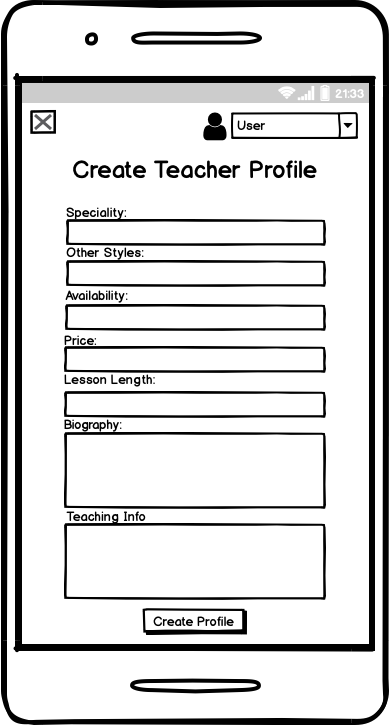 21:33
User
Create Teacher Profile
Speciality:
Other Styles:
Availability:
Price:
Lesson Length:
Biography:
Teaching Info
Create Profile